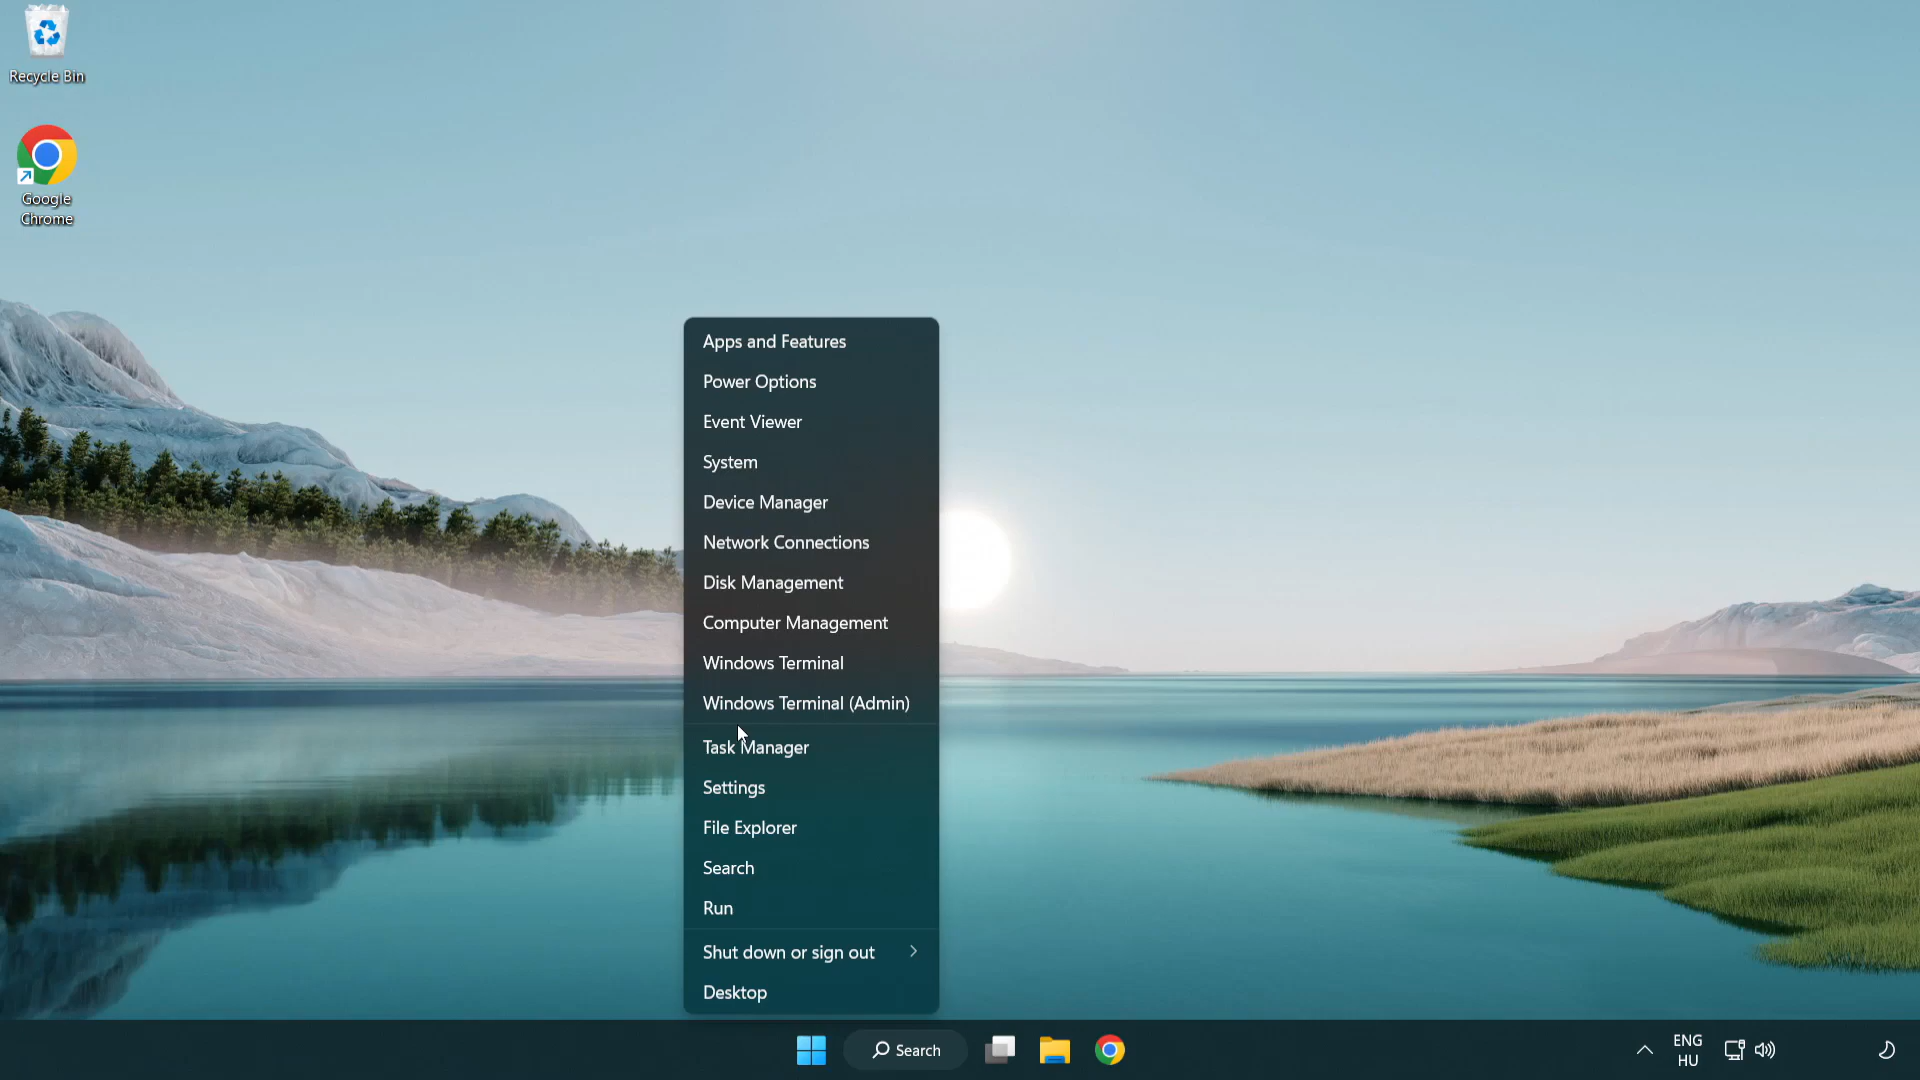 Recycle Bin
Google
Chrome
Apps and Features
Power Options
Event Viewer
System
Device Manager
Network Connections
Disk Management
Computer Management
Windows Terminal
Windows Terminal (Admin)
Task Manager
Settings
File Explorer
Search
Run
Shut down or sign out
Desktop
Search
ENG
HU